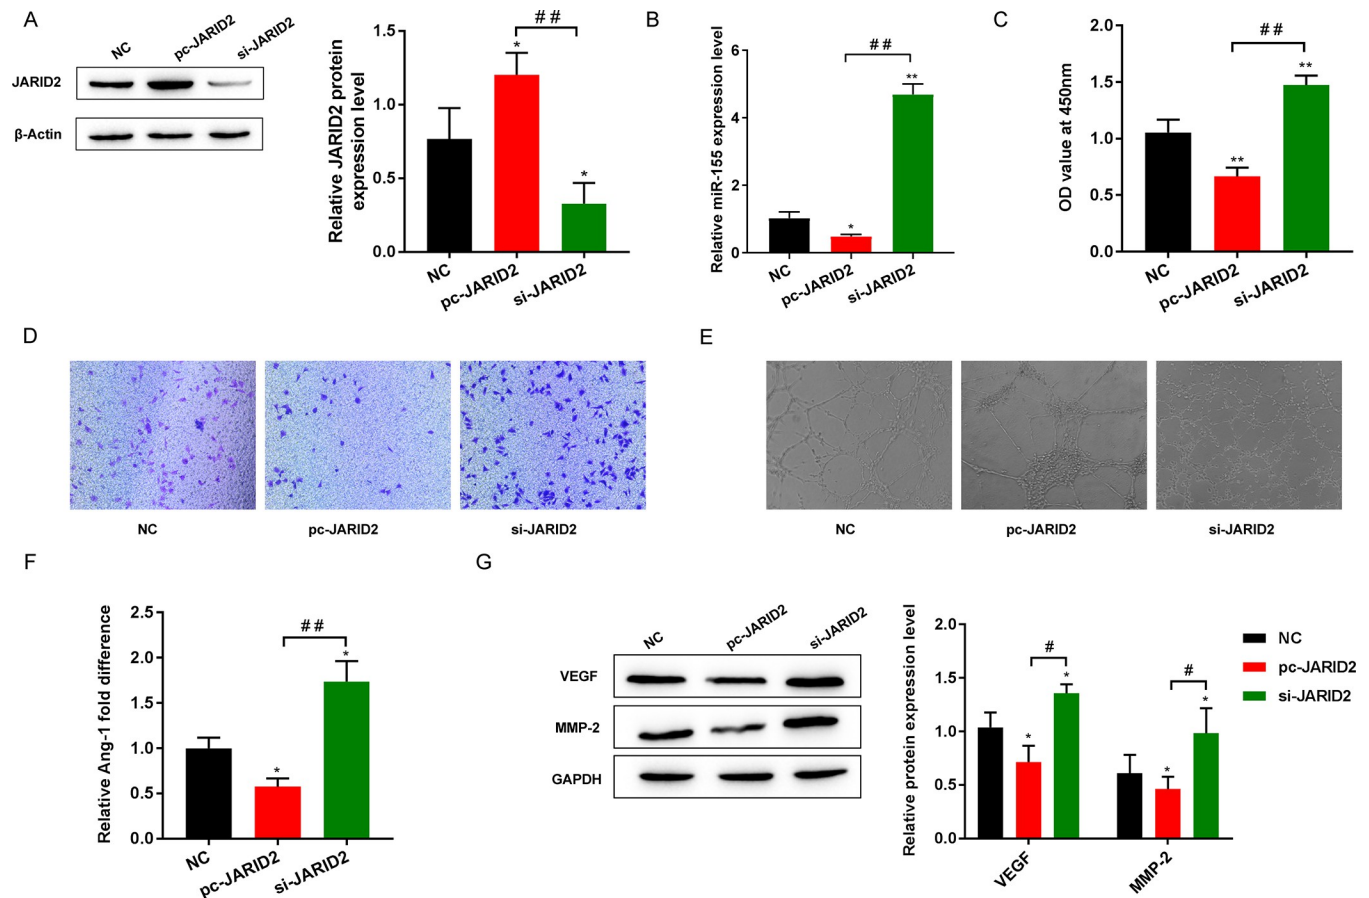 A
NC
pc-JARID2
si-JARID2
JARID2
β-Actin
Relative JARID2 protein
expression level
1.5
1.0
0.5
0.0
##
*
*
NC
pc-JARID2
si-JARID2
B
Relative miR-155 expression level
6
4
2
0
##
*
**
NC
pc-JARID2
si-JARID2
C
OD value at 450nm
2.0
1.5
1.0
0.5
0.0
##
**
**
NC
pc-JARID2
si-JARID2
D
NC
pc-JARID2
si-JARID2
E
NC
pc-JARID2
si-JARID2
F
Relative Ang-1 fold difference
2.5
2.0
1.5
1.0
0.5
0.0
##
*
*
NC
pc-JARID2
si-JARID2
G
NC
pc-JARID2
si-JARID2
VEGF
MMP-2
GAPDH
Relative protein expression level
2.0
1.5
1.0
0.5
0.0
#
*
*
#
*
*
VEGF
MMP-2
NC
pc-JARID2
si-JARID2